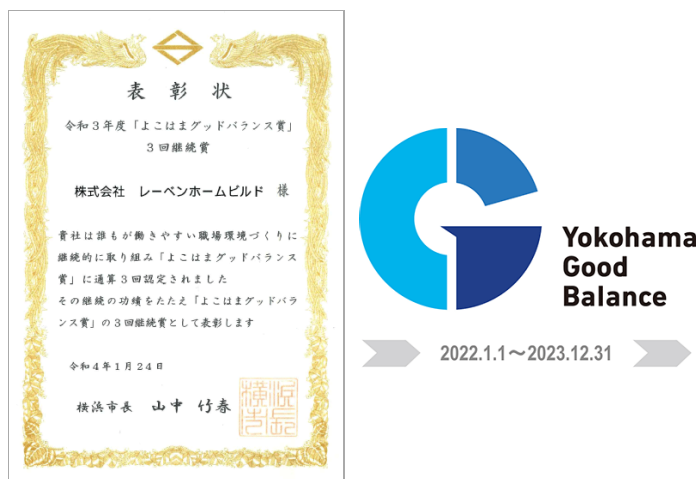 表彰状
令和3年度「よこはまグッドバランス賞」
3回継続賞
株式会社 レーベンホームビルド 様
貴社は誰もが働きやすい職場環境づくりに
継続的に取り組み「よこはまグッドバランス
賞」に通算3回認定されました
その継続の功績をたたえ「よこはまグッドバラ
ンス賞」の3回継続賞として表彰します
令和4年1月24日
横浜市長 山中 竹春
Yokohama
Good
Balance
2022.1.1～2023.12.31